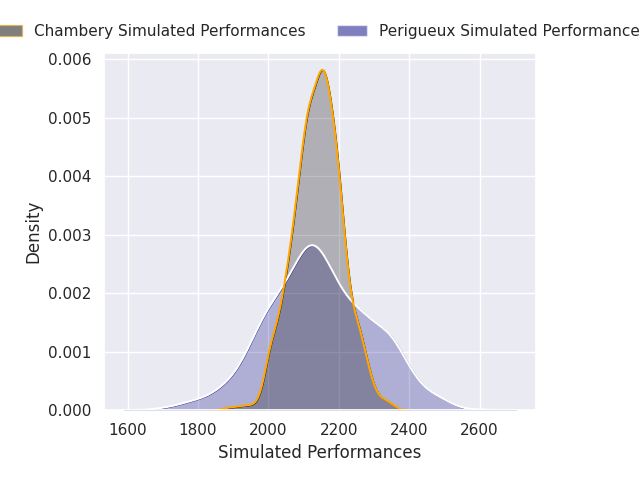 Chambery Simulated Performances Perigueux Simulated Performance
0.006
0.005
0.004
0.003
0.002
0.001
0.000
Density
1600 1800 2000 2200 2400 2600
Simulated Performances